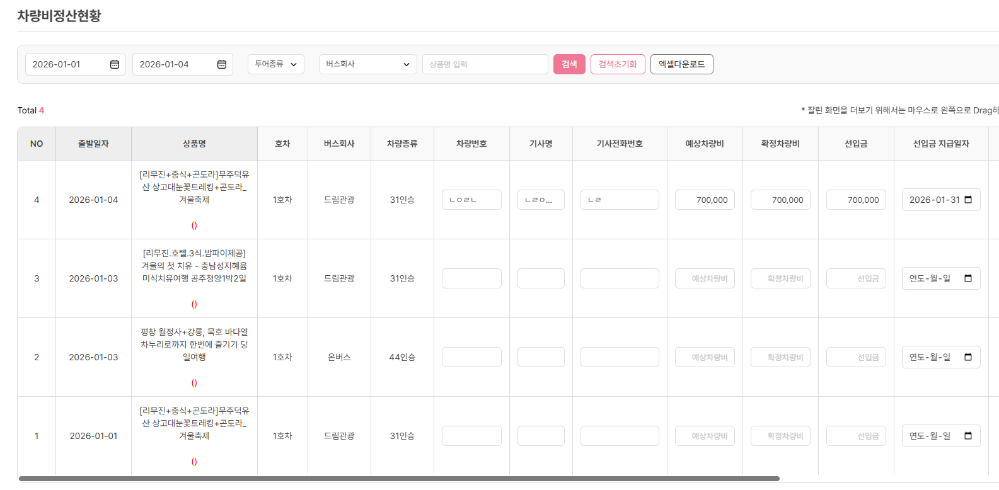 차량비정산현황
2026-01-01 2026-01-04 투어종류 버스회사 상품명 입력 검색 검색초기화 엑셀다운로드
Total 4
* 잘린 화면을 더보기 위해서는 마우스로 왼쪽으로 Drag하
NO 출발일자 상품명 호차 버스회사 차량종류 차량번호 기사명 기사전화번호 예상차량비 확정차량비 선입금 선입금 지급일자
[리무진+중식+곤도라]무주덕유
산 상고대눈꽃트레킹+곤도라_
4 2026-01-04 겨울축제 1호차 드림관광 31인승 ㄴㅇㄹㄴ ㄴㄹㅇ... ㄴㄹ 700,000 700,000 700,000 2026-01-31
()
[리무진.호텔.3식.밤파이제공]
겨울의 첫 치유 - 충남성지혜윰
3 2026-01-03 미식치유여행 공주청양1박2일 1호차 드림관광 31인승 예상차량비 확정차량비 선입금 연도-월-일
()
평창 월정사+강릉, 묵호 바다열
차누리로까지 한번에 즐기기 당
2 2026-01-03 일여행 1호차 온버스 44인승 예상차량비 확정차량비 선입금 연도-월-일
()
[리무진+중식+곤도라]무주덕유
산 상고대눈꽃트레킹+곤도라_
1 2026-01-01 겨울축제 1호차 드림관광 31인승 예상차량비 확정차량비 선입금 연도-월-일
()